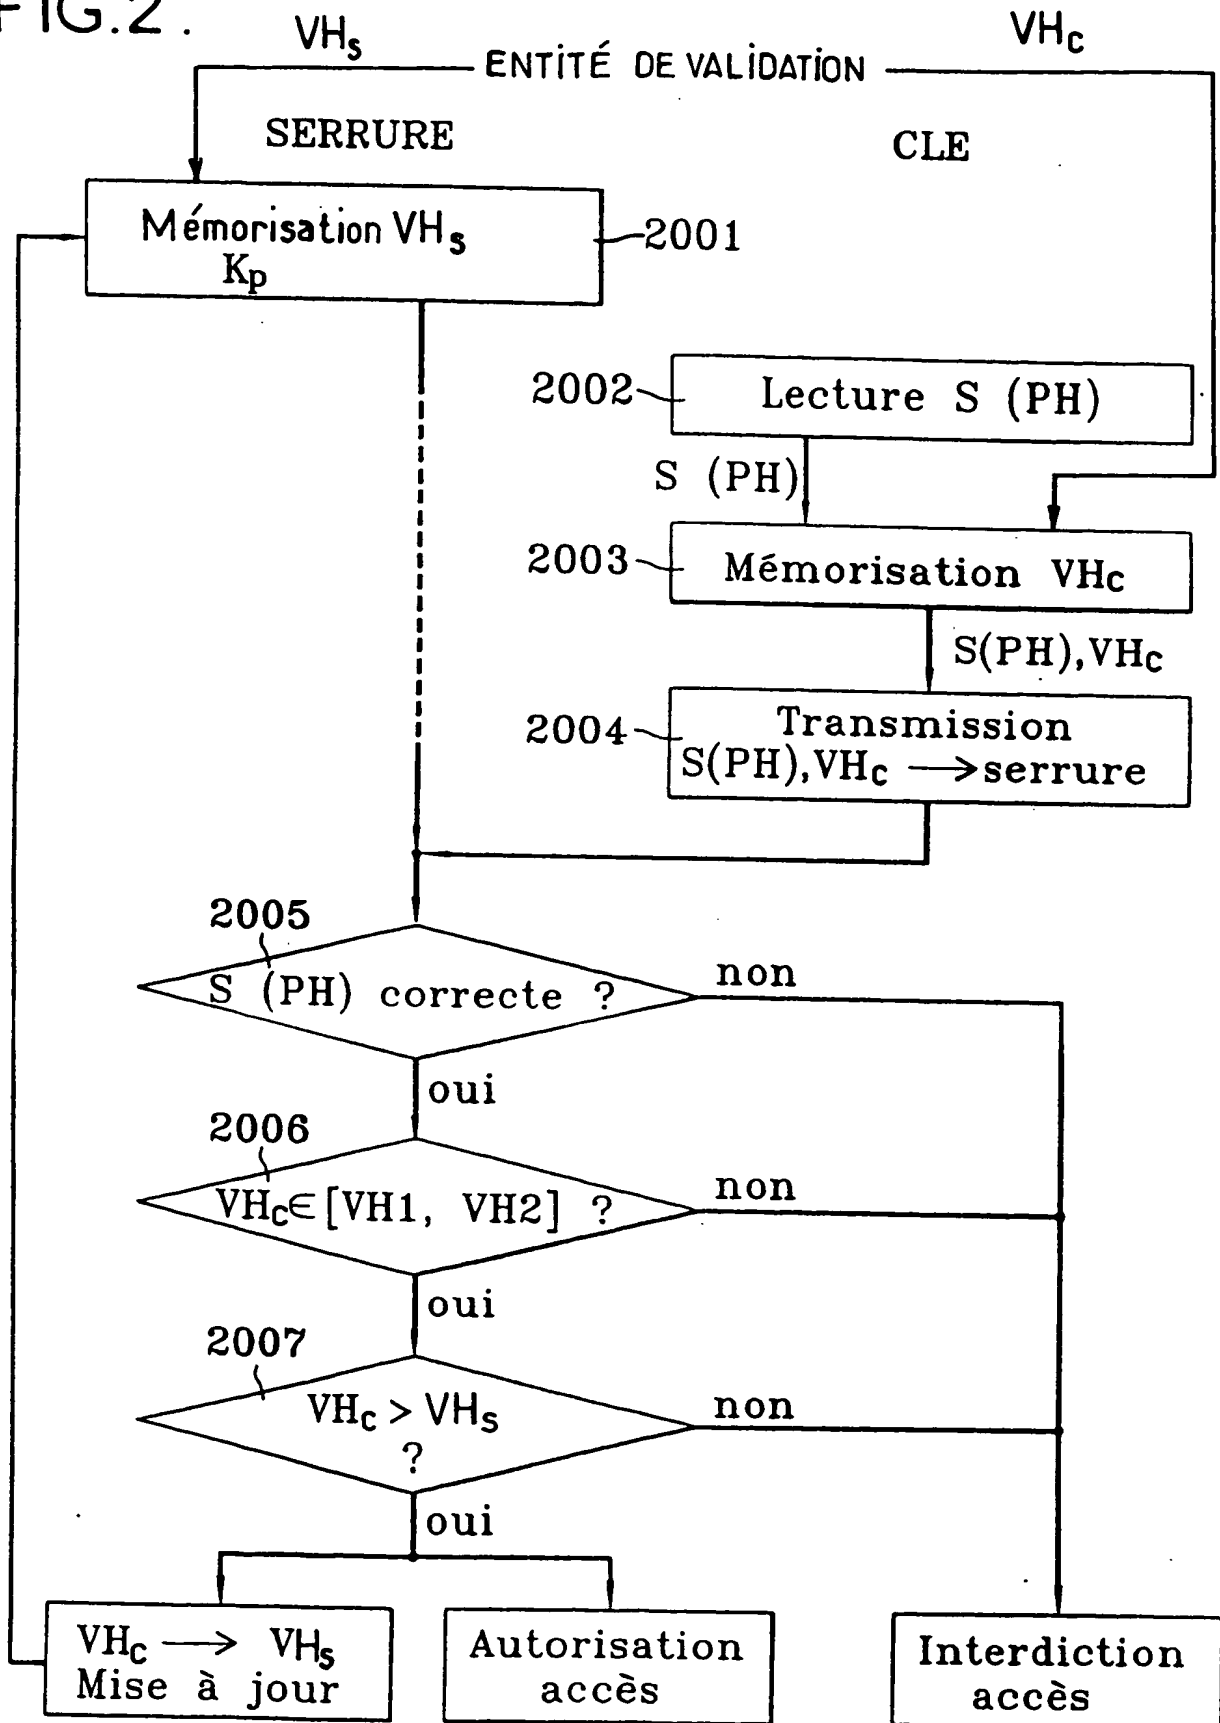 FIG.2.
VHs
VHc
ENTITÉ DE VALIDATION
SERRURE
CLE
Mémorisation VHs
Kp
2001
2002
Lecture S (PH)
S (PH)
2003
Mémorisation VHc
S(PH),VHc
2004
Transmission
S(PH),VHc → serrure
2005
S (PH) correcte ?
non
oui
2006
VHc∈[VH1, VH2] ?
non
oui
2007
VHc > VHs
?
non
oui
VHc → VHs
Mise à jour
Autorisation
accès
Interdiction
accès